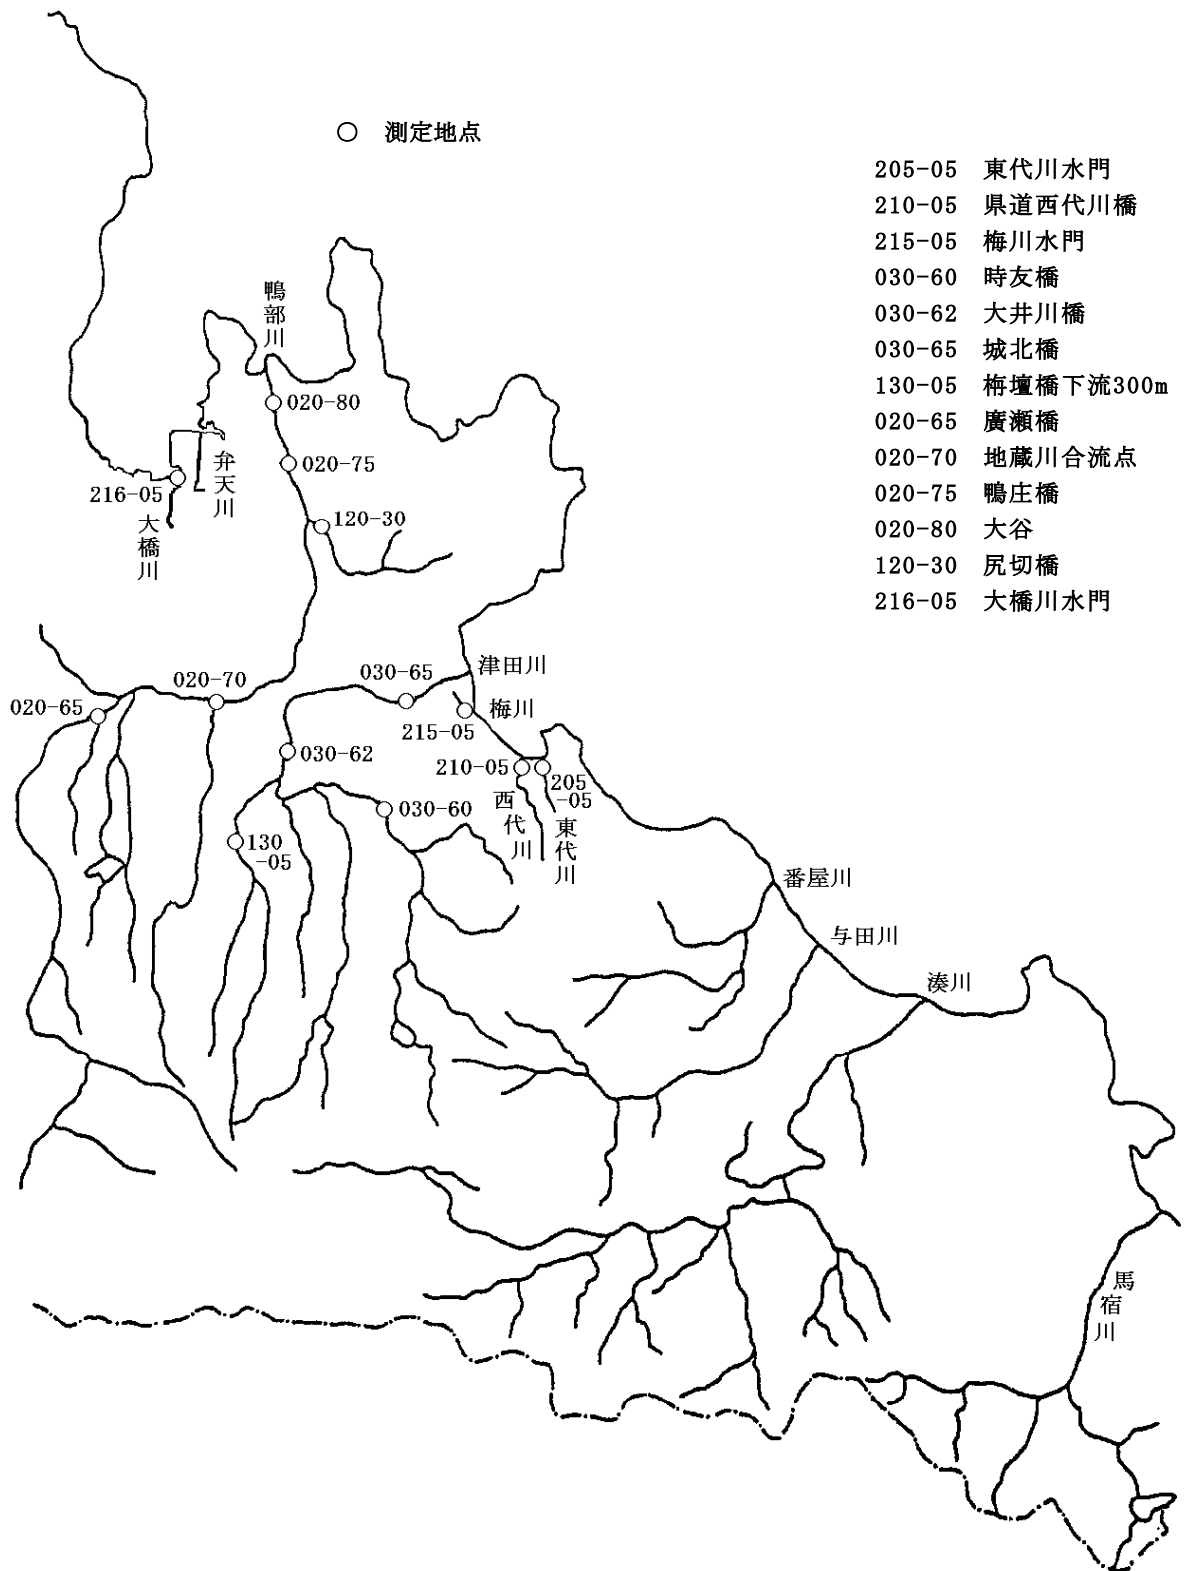 ○ 測定地点
205-05 東代川水門
210-05 県道西代川橋
215-05 梅川水門
030-60 時友橋
030-62 大井川橋
030-65 城北橋
130-05 栴壇橋下流300m
020-65 廣瀬橋
020-70 地蔵川合流点
020-75 鴨庄橋
020-80 大谷
120-30 尻切橋
216-05 大橋川水門
鴨部川
020-80
020-75
弁天川
216-05
大橋川
120-30
津田川
030-65
020-70
020-65
梅川
215-05
030-62
210-05
205
-05
西代川
東代川
030-60
130
-05
番屋川
与田川
湊川
馬宿川